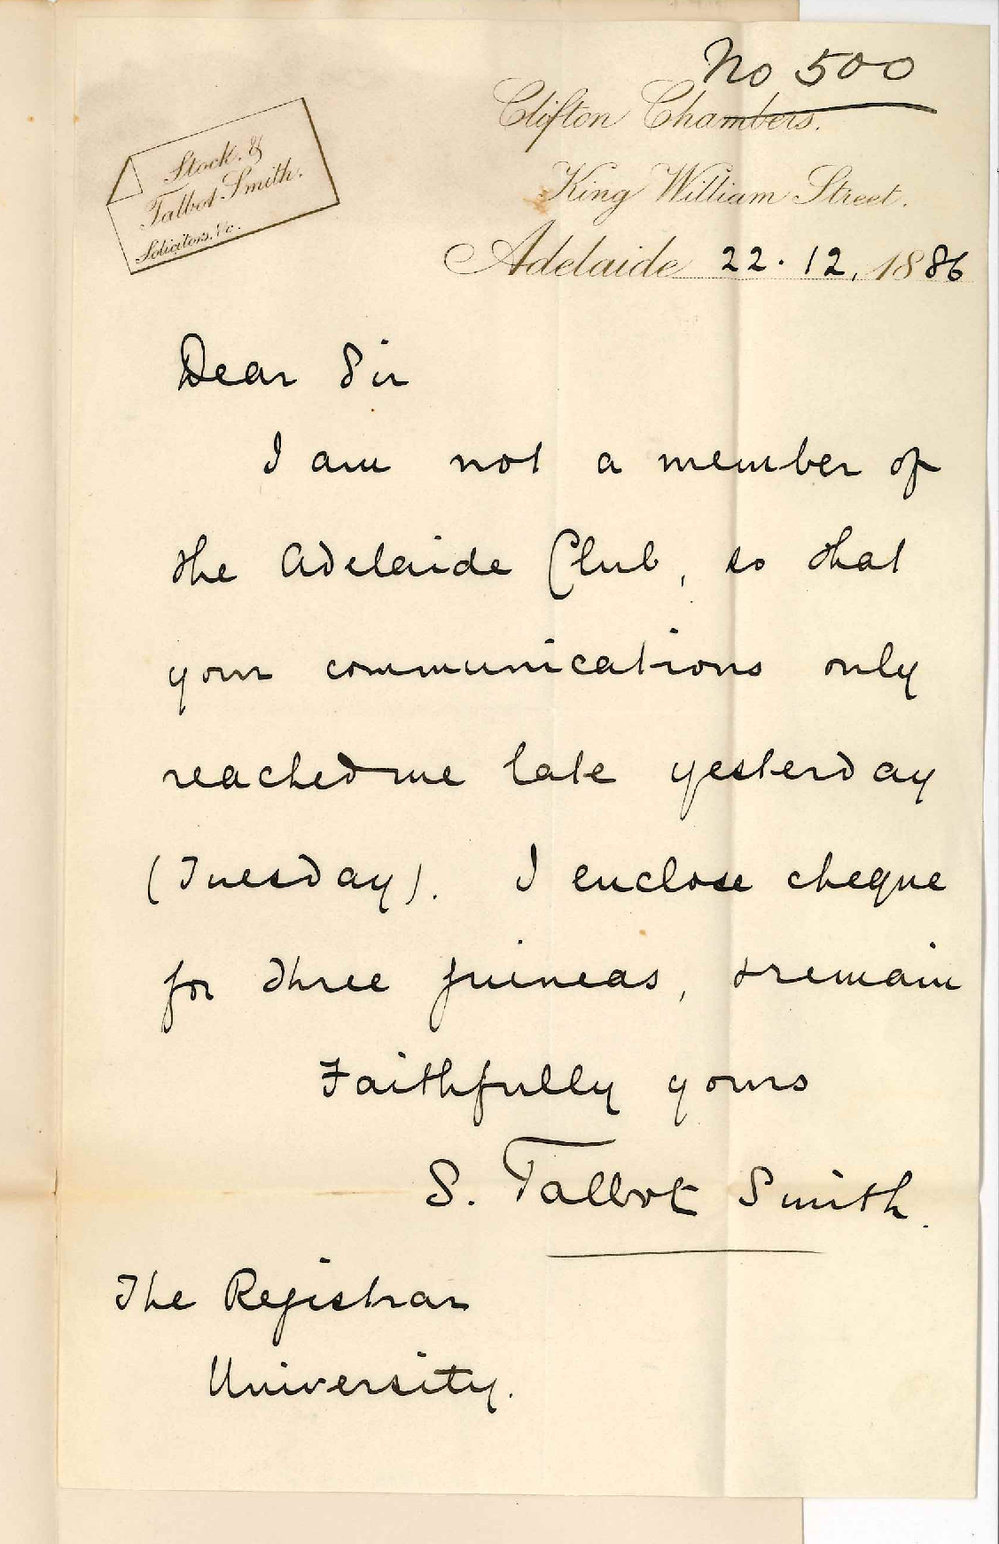 No 500
Stock. &
Talbot Smith.
Solicitors. &c.
Clifton Chambers.
King William Street.
Adelaide 22. 12. 1886
Dear Sir
I am not a member of
the Adelaide Club, so that
your communications only
reached me late yesterday
(Tuesday). I enclose cheque
for three guineas, & remain
Faithfully yours
S. Talbot Smith.
The Registrar
University.